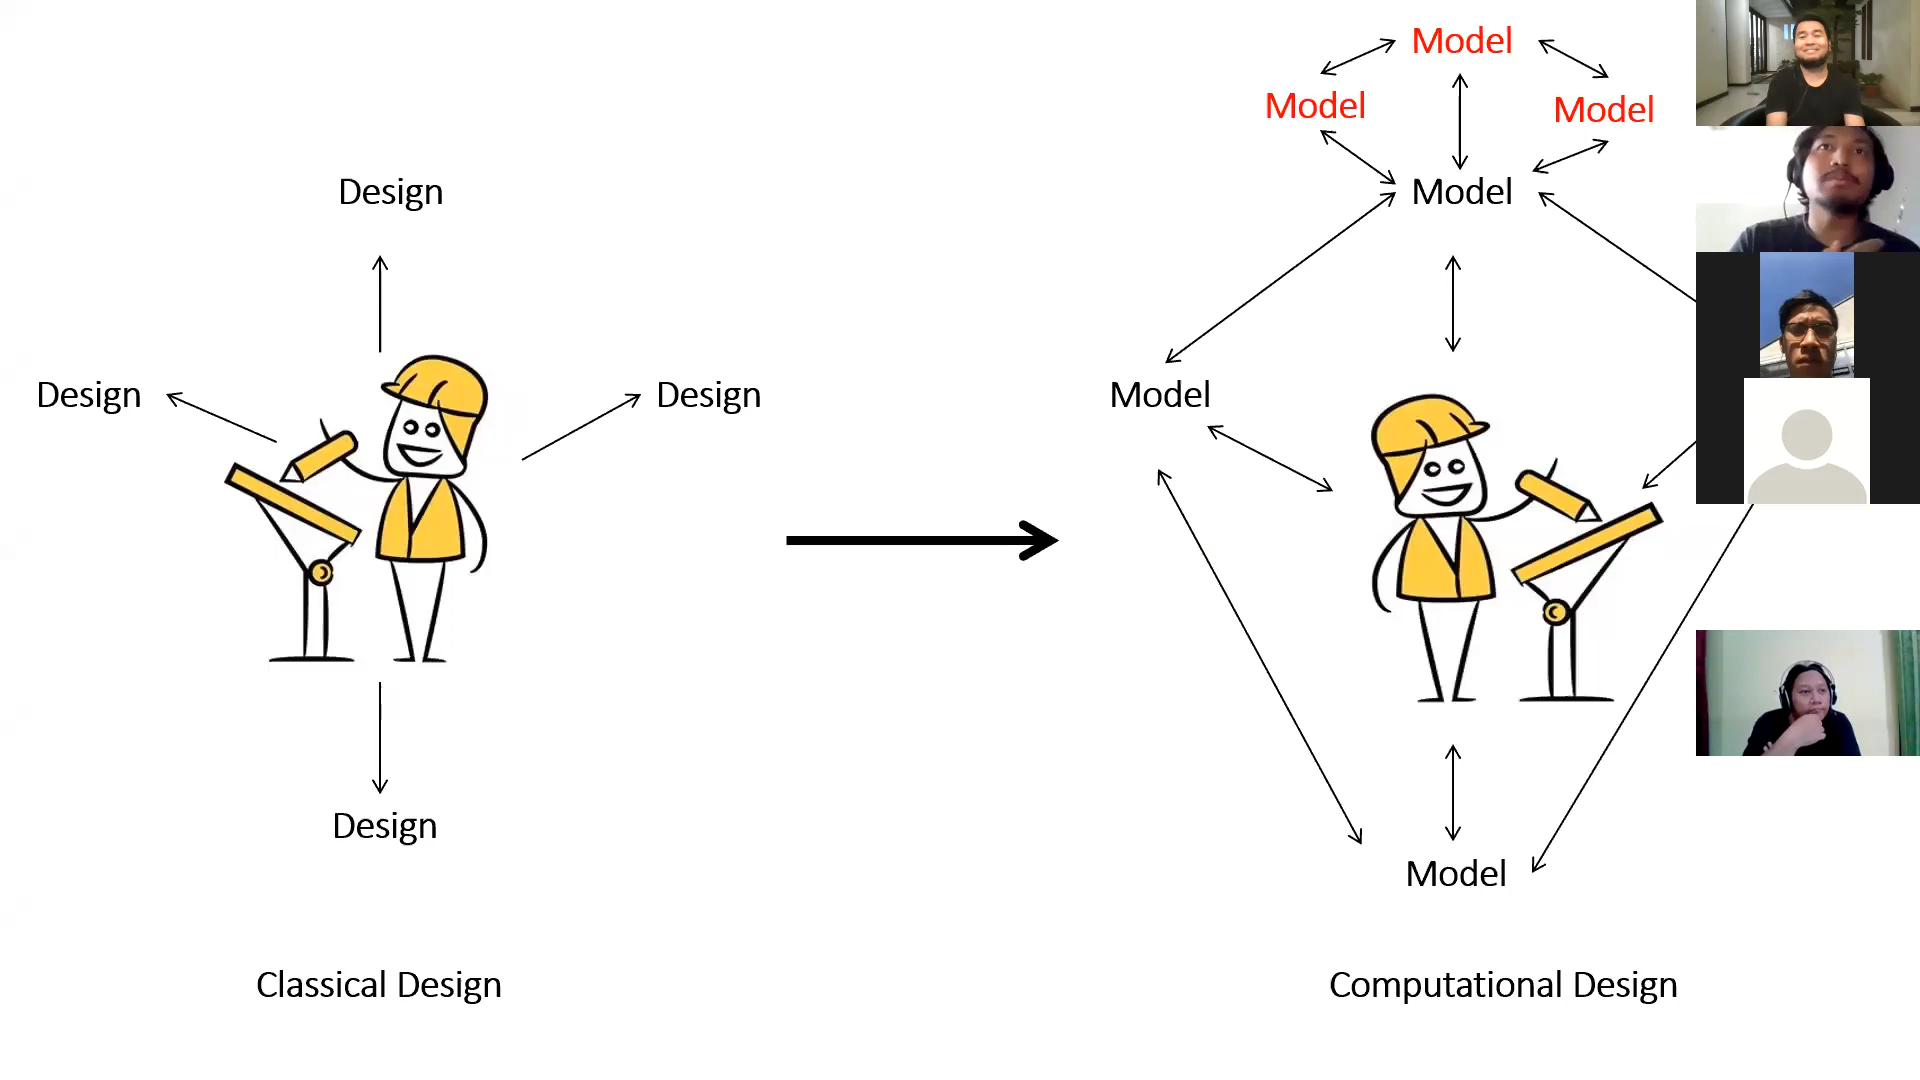 Design
Design
Design
Design
Classical Design
Model
Model
Model
Model
Model
Model
Computational Design